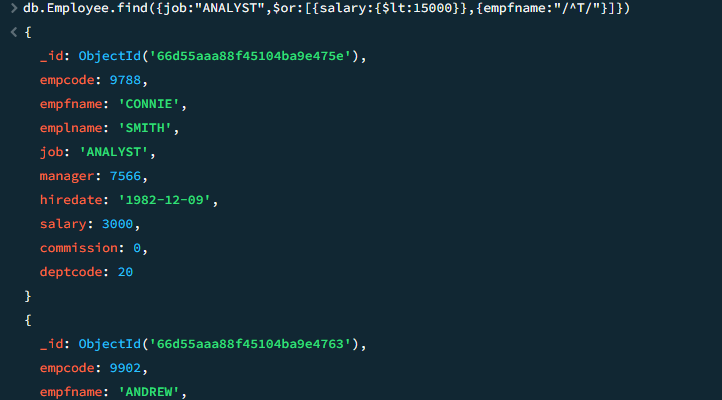 > db.Employee.find({job:"ANALYST",$or:[{salary:{$lt:15000}},{empfname:"/^T/"}]})
< {
_id: ObjectId('66d55aaa88f45104ba9e475e'),
empcode: 9788,
empfname: 'CONNIE',
emplname: 'SMITH',
job: 'ANALYST',
manager: 7566,
hiredate: '1982-12-09',
salary: 3000,
commission: 0,
deptcode: 20
}
{
_id: ObjectId('66d55aaa88f45104ba9e4763'),
empcode: 9902,
empfname: 'ANDREW',